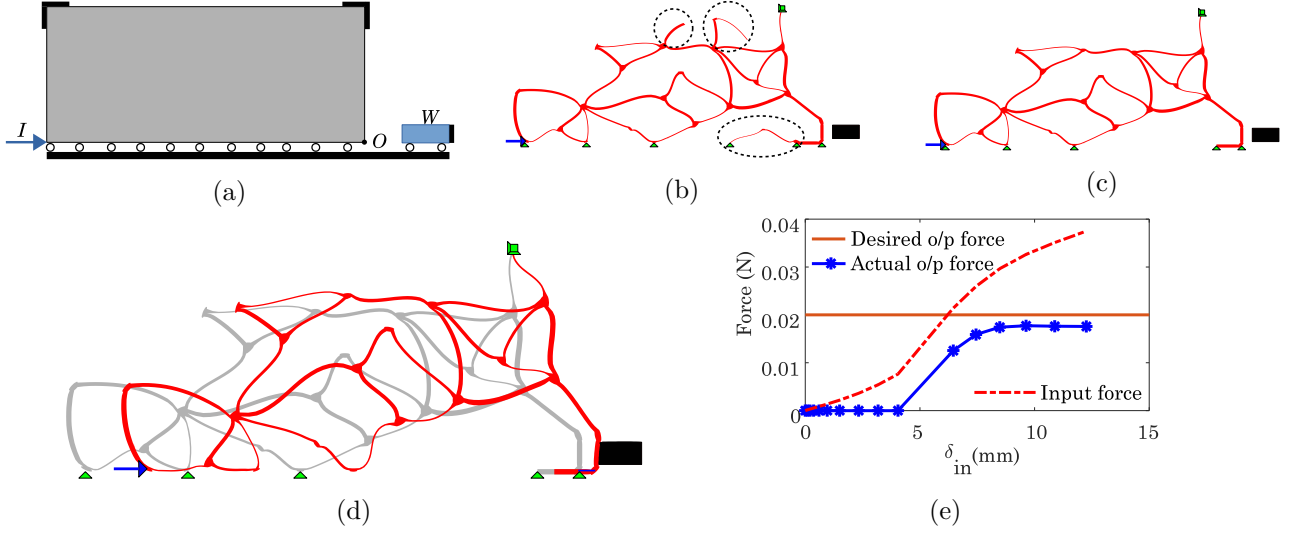 I
W
O
(a)
(b)
(c)
(d)
0.04
0.03
0.02
0.01
0
Force (N)
Desired o/p force
Actual o/p force
Input force
0 5 10 15
δin(mm)
(e)